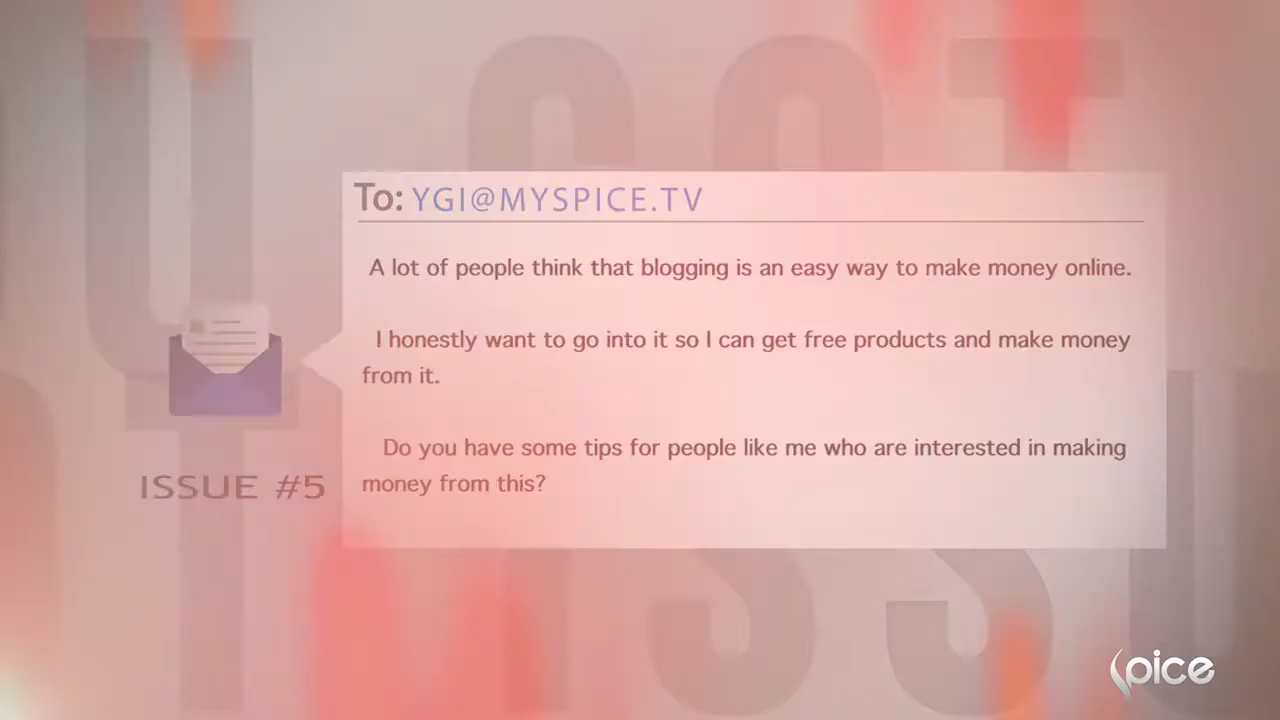 To: YGI@MYSPICE.TV
A lot of people think that blogging is an easy way to make money online.
I honestly want to go into it so I can get free products and make money
from it.
Do you have some tips for people like me who are interested in making
money from this?
ISSUE #5
Spice